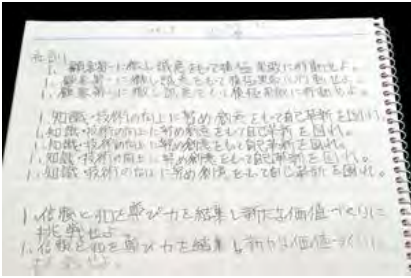 社訓
1. 顧客第一に徹し誠意をもって積極果敢に行動せよ。
1. 顧客第一に徹し誠意をもって積極果敢に行動せよ。
1. 顧客第一に徹し誠意をもって積極果敢に行動せよ。
1. 知識・技術の向上に努め創意をもって自己革新を図れ。
1. 知識・技術の向上に努め創意をもって自己革新を図れ。
1. 知識・技術の向上に努め創意をもって自己革新を図れ。
1. 知識・技術の向上に努め創意をもって自己革新を図れ。
1. 知識・技術の向上に努め創意をもって自己革新を図れ。
1. 信頼と和を尊び力を結集し新たな価値づくりに
挑戦せよ。
1. 信頼と和を尊び力を結集し新たな価値づくりに